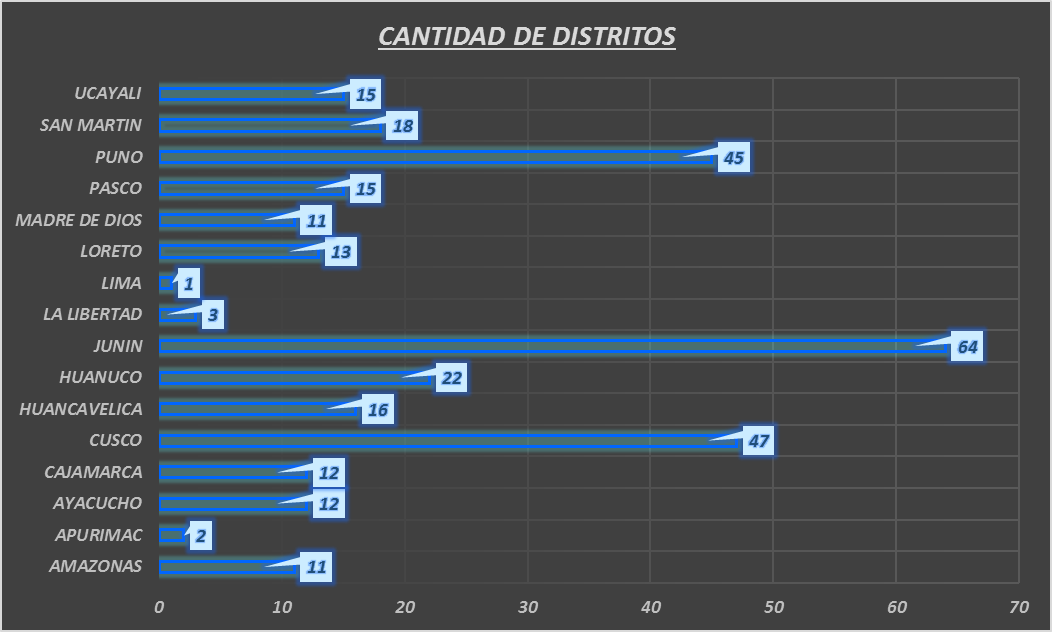 CANTIDAD DE DISTRITOS
UCAYALI 15
SAN MARTIN 18
PUNO 45
PASCO 15
MADRE DE DIOS 11
LORETO 13
LIMA 1
LA LIBERTAD 3
JUNIN 64
HUANUCO 22
HUANCAVELICA 16
CUSCO 47
CAJAMARCA 12
AYACUCHO 12
APURIMAC 2
AMAZONAS 11
0 10 20 30 40 50 60 70